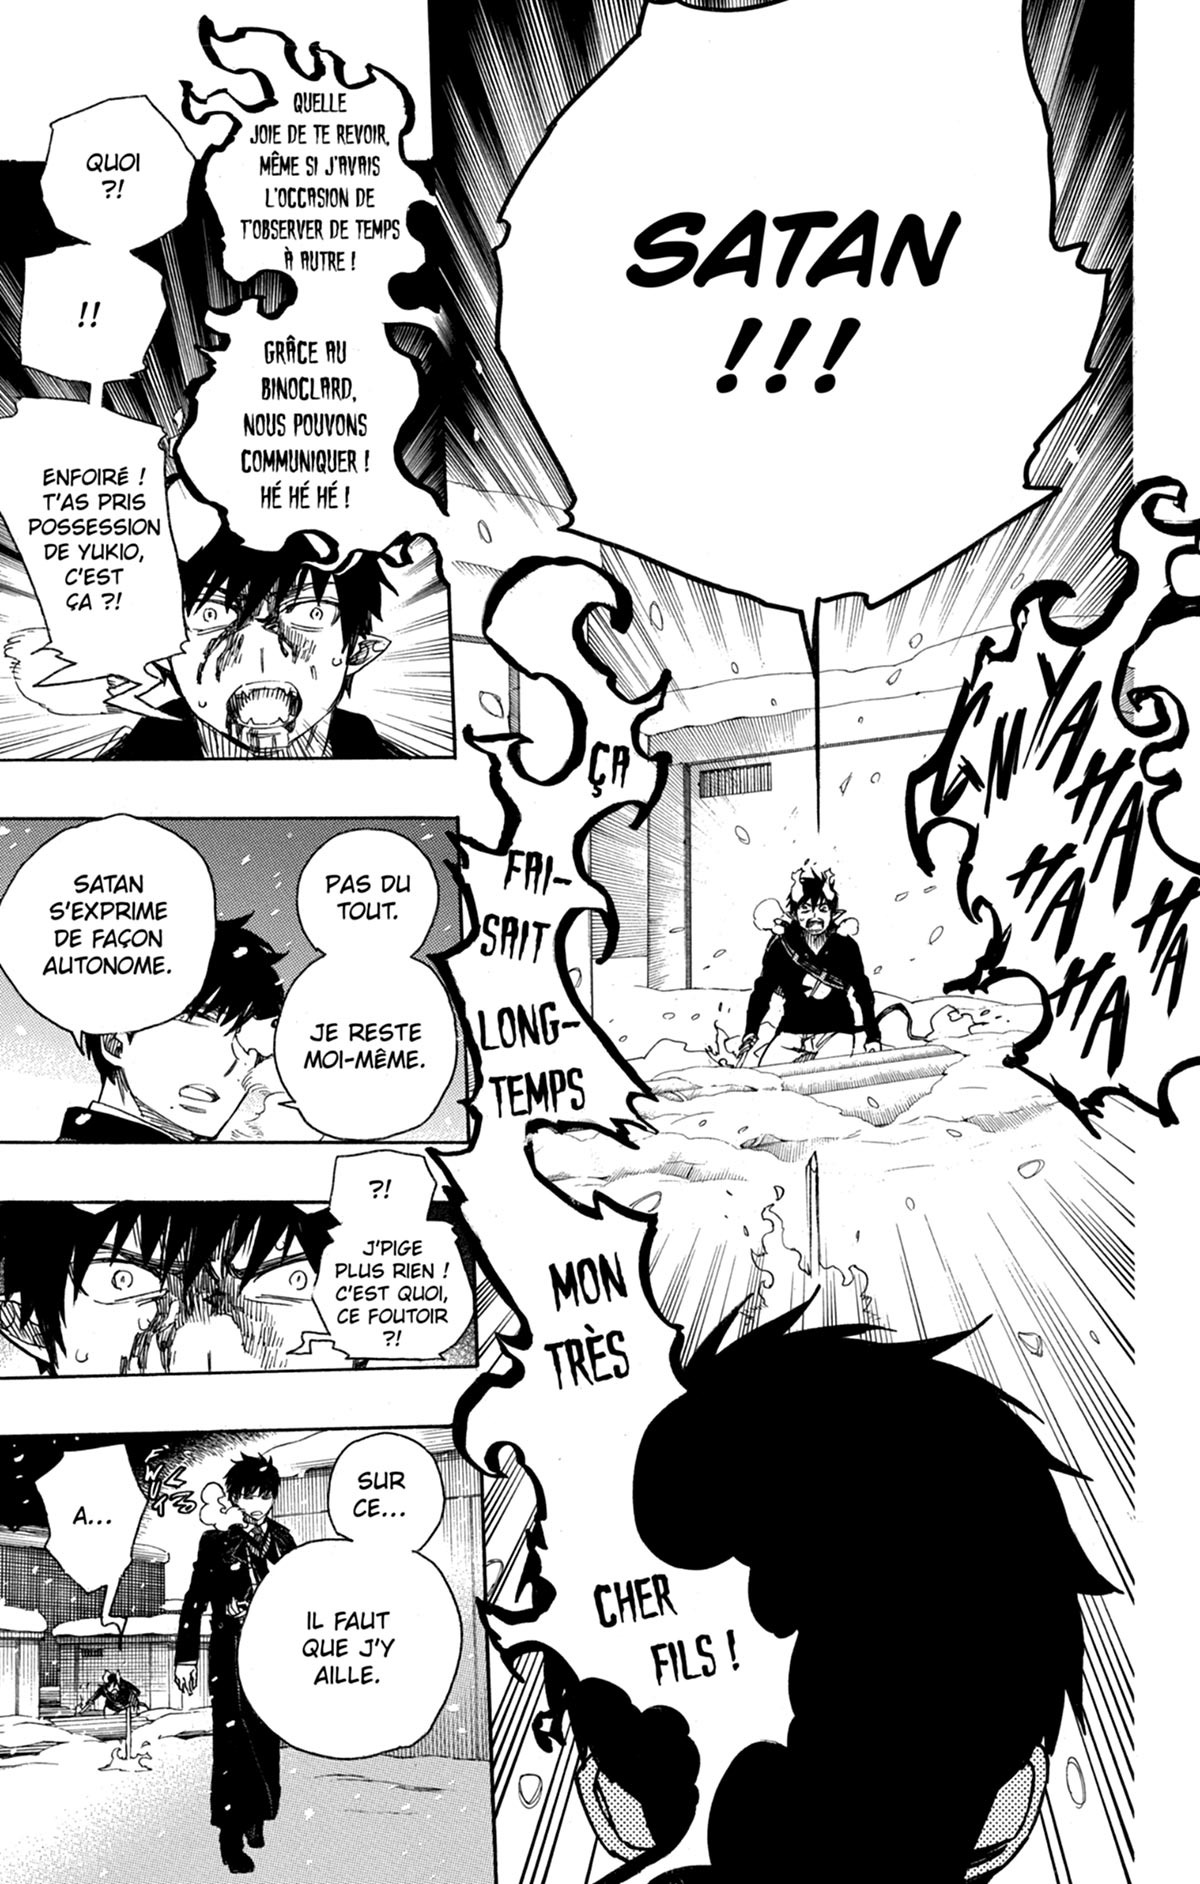 SATAN
!!!
GNYAHA
HAHAHA
HAHAHA
ÇA
FAI-
SAIT
LONG-
TEMPS
MON
TRÈS
CHER
FILS !
QUELLE
JOIE DE TE REVOIR,
MÊME SI J'AVAIS
L'OCCASION DE
T'OBSERVER DE TEMPS
À AUTRE !
GRÂCE AU
BINOCLARD,
NOUS POUVONS
COMMUNIQUER !
HÉ HÉ HÉ !
QUOI
?!
!!
ENFOIRÉ !
T'AS PRIS
POSSESSION
DE YUKIO,
C'EST
ÇA ?!
PAS DU
TOUT.
JE RESTE
MOI-MÊME.
SATAN
S'EXPRIME
DE FAÇON
AUTONOME.
?!
J'PIGE
PLUS RIEN !
C'EST QUOI,
CE FOUTOIR
?!
SUR
CE...
IL FAUT
QUE J'Y
AILLE.
A...